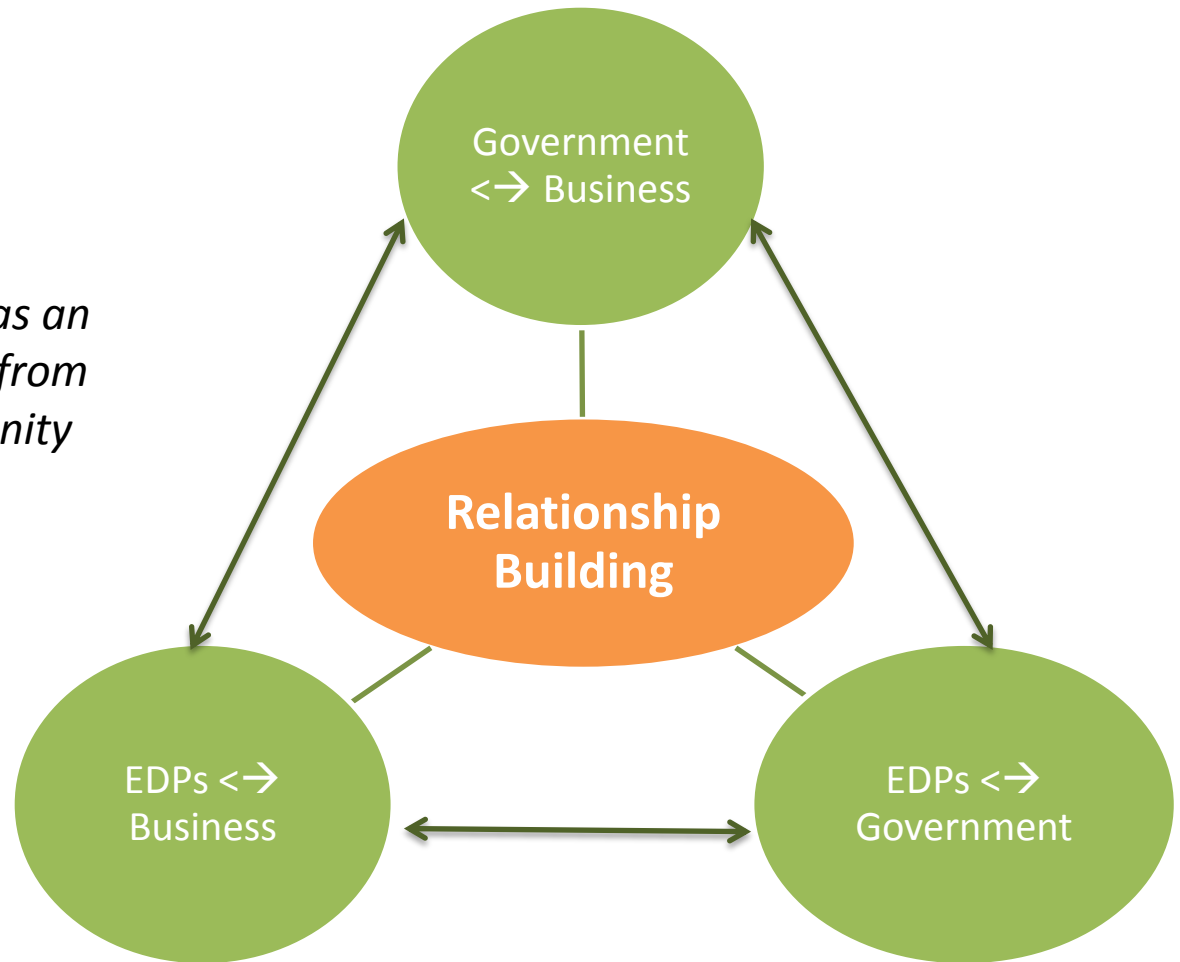 Government
<→ Business
as an
from
nity
Relationship
Building
EDPs <→
Business
EDPs <→
Government